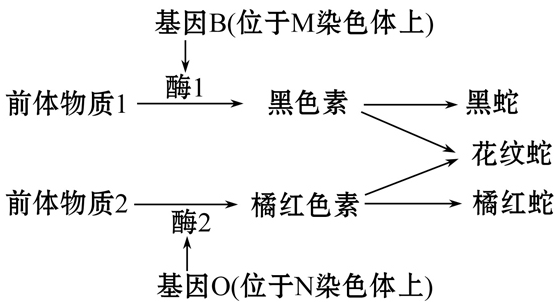 基因B(位于M染色体上)
酶1
前体物质1 黑色素 黑蛇
花纹蛇
前体物质2 橘红色素 橘红蛇
酶2
基因O(位于N染色体上)